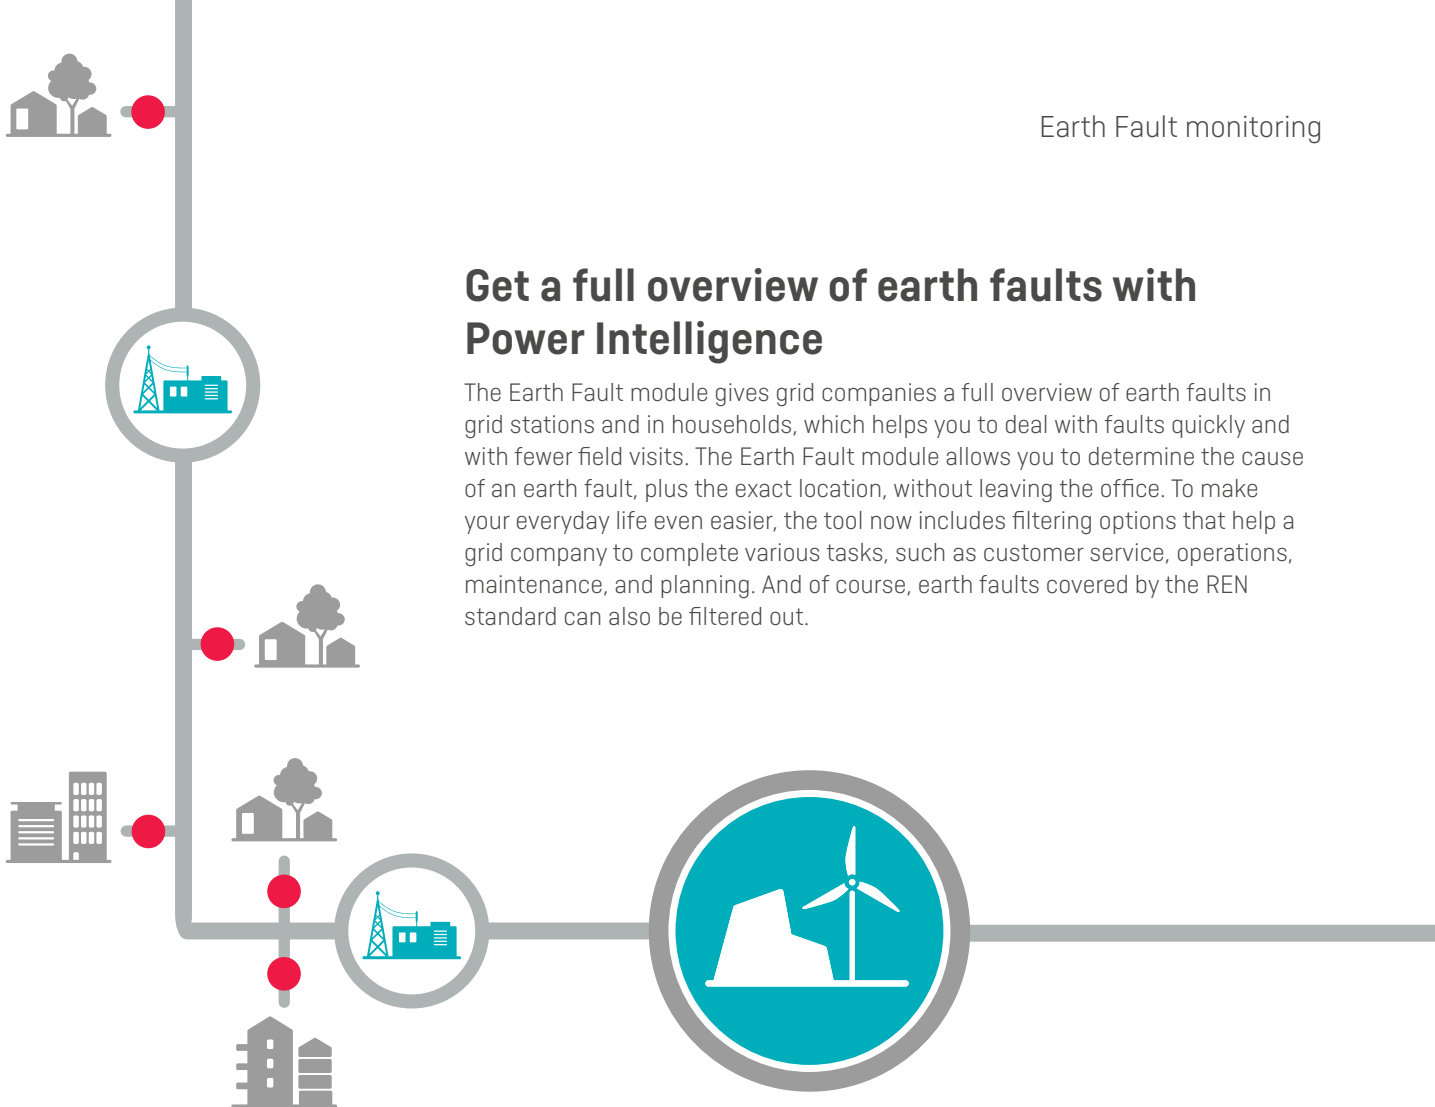 Earth Fault monitoring
Get a full overview of earth faults with
Power Intelligence
The Earth Fault module gives grid companies a full overview of earth faults in
grid stations and in households, which helps you to deal with faults quickly and
with fewer field visits. The Earth Fault module allows you to determine the cause
of an earth fault, plus the exact location, without leaving the office. To make
your everyday life even easier, the tool now includes filtering options that help a
grid company to complete various tasks, such as customer service, operations,
maintenance, and planning. And of course, earth faults covered by the REN
standard can also be filtered out.